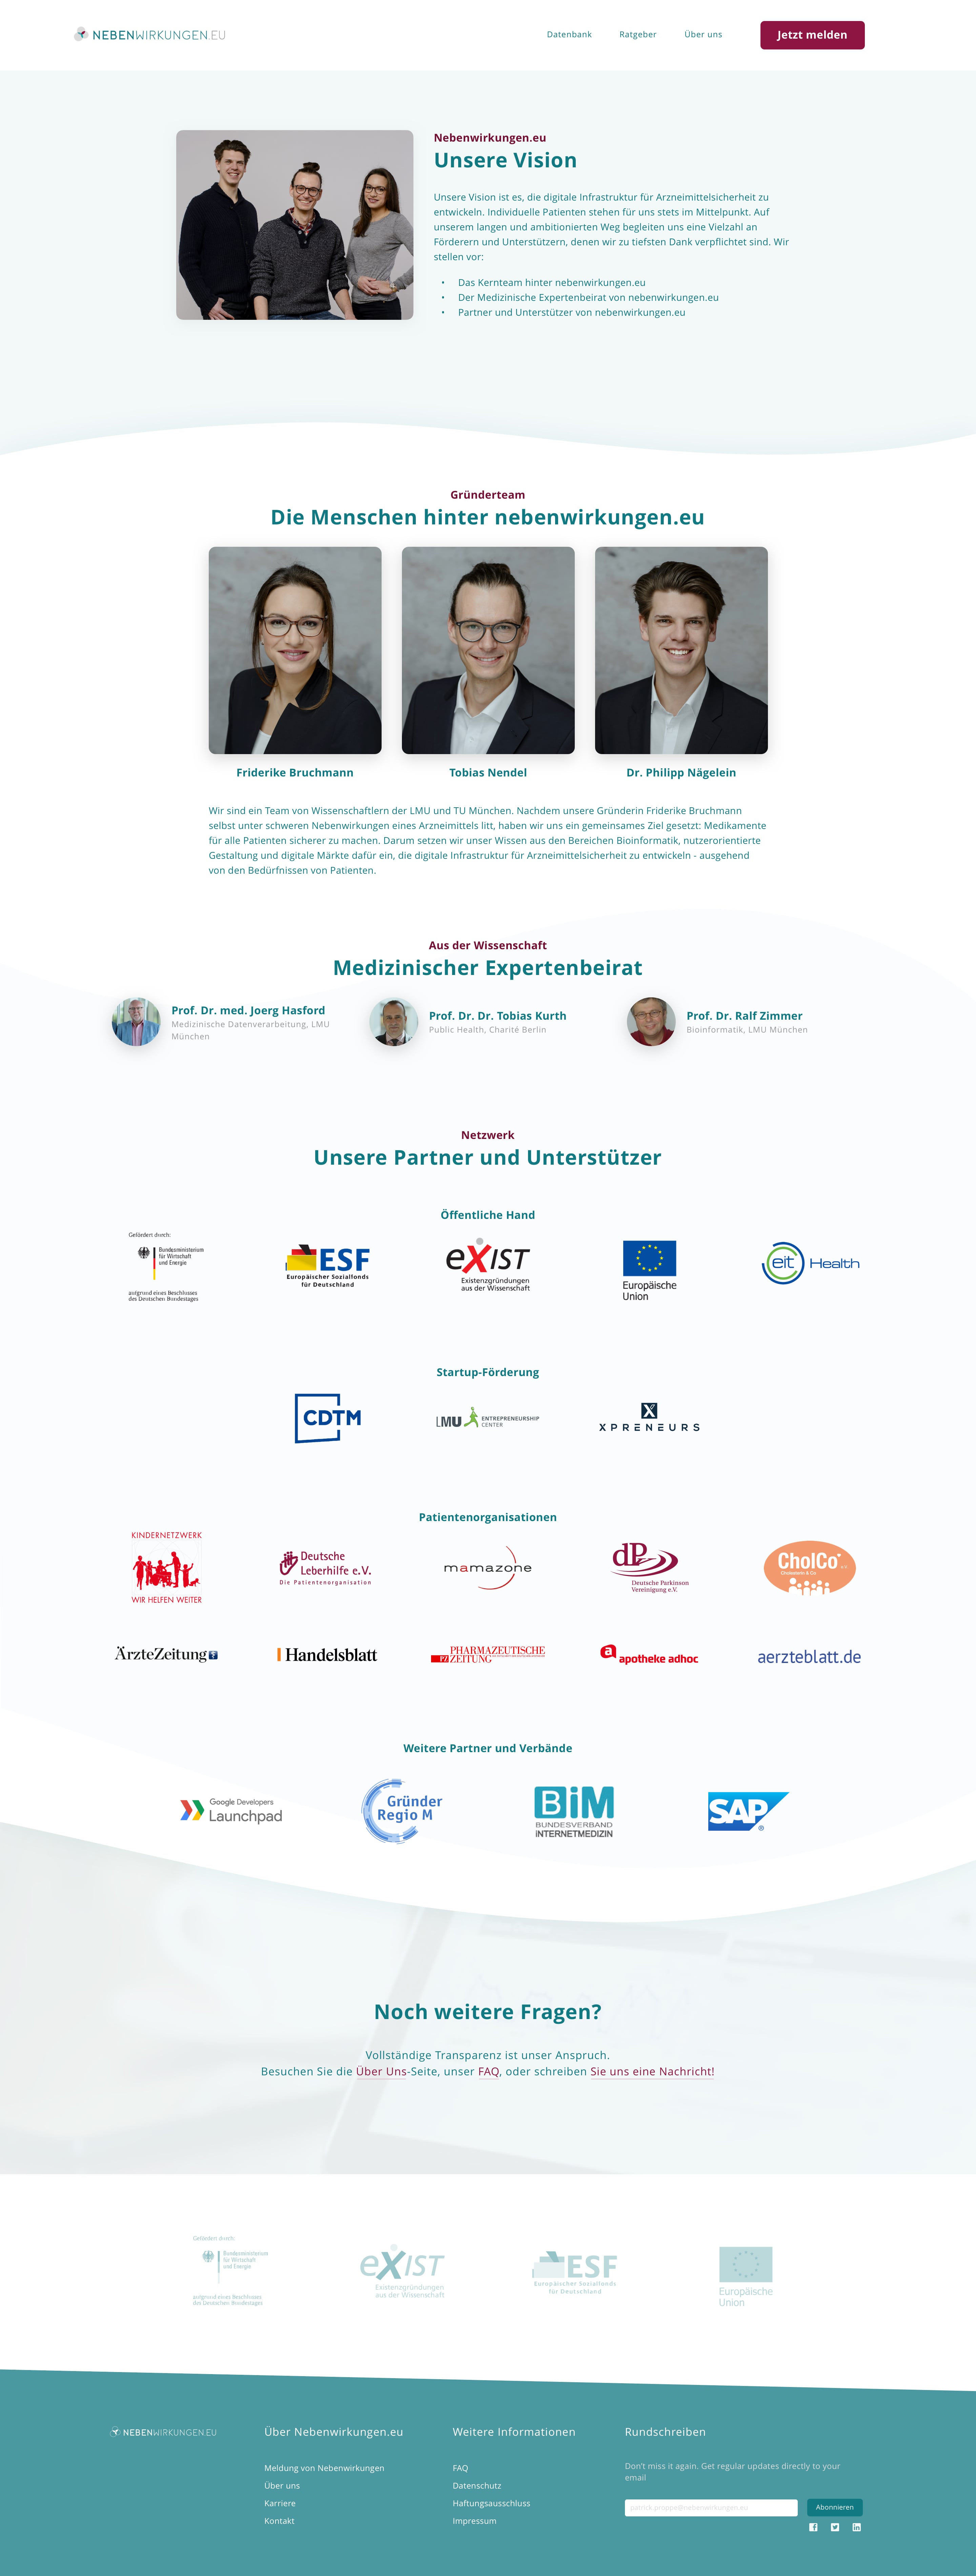 NEBENWIRKUNGEN.EU
Datenbank
Ratgeber
Über uns
Jetzt melden
Nebenwirkungen.eu
Unsere Vision
Unsere Vision ist es, die digitale Infrastruktur für Arzneimittelsicherheit zu
entwickeln. Individuelle Patienten stehen für uns stets im Mittelpunkt. Auf
unserem langen und ambitionierten Weg begleiten uns eine Vielzahl an
Förderern und Unterstützern, denen wir zu tiefsten Dank verpflichtet sind. Wir
stellen vor:
• Das Kernteam hinter nebenwirkungen.eu
• Der Medizinische Expertenbeirat von nebenwirkungen.eu
• Partner und Unterstützer von nebenwirkungen.eu
Gründerteam
Die Menschen hinter nebenwirkungen.eu
Friderike Bruchmann
Tobias Nendel
Dr. Philipp Nägelein
Wir sind ein Team von Wissenschaftlern der LMU und TU München. Nachdem unsere Gründerin Friderike Bruchmann
selbst unter schweren Nebenwirkungen eines Arzneimittels litt, haben wir uns ein gemeinsames Ziel gesetzt: Medikamente
für alle Patienten sicherer zu machen. Darum setzen wir unser Wissen aus den Bereichen Bioinformatik, nutzerorientierte
Gestaltung und digitale Märkte dafür ein, die digitale Infrastruktur für Arzneimittelsicherheit zu entwickeln - ausgehend
von den Bedürfnissen von Patienten.
Aus der Wissenschaft
Medizinischer Expertenbeirat
Prof. Dr. med. Joerg Hasford
Medizinische Datenverarbeitung, LMU
München
Prof. Dr. Dr. Tobias Kurth
Public Health, Charité Berlin
Prof. Dr. Ralf Zimmer
Bioinformatik, LMU München
Netzwerk
Unsere Partner und Unterstützer
Öffentliche Hand
Gefördert durch:
Bundesministerium
für Wirtschaft
und Energie
aufgrund eines Beschlusses
des Deutschen Bundestages
ESF
Europäischer Sozialfonds
für Deutschland
eXIST
Existenzgründungen
aus der Wissenschaft
Europäische
Union
eit Health
Startup-Förderung
CDTM
LMU ENTREPRENEURSHIP
CENTER
X
XPRENEURS
Patientenorganisationen
KINDERNETZWERK
WIR HELFEN WEITER
Deutsche
Leberhilfe e.V.
Die Patientenorganisation
mamazone
dPV
Deutsche Parkinson
Vereinigung e.V.
CholCo e.V.
Cholesterin & Co
ÄrzteZeitung
Handelsblatt
PHARMAZEUTISCHE
PZ ZEITUNG
a
apotheke adhoc
aerzteblatt.de
Weitere Partner und Verbände
Google Developers
Launchpad
Gründer
Regio M
BiM
BUNDESVERBAND
INTERNETMEDIZIN
SAP®
Noch weitere Fragen?
Vollständige Transparenz ist unser Anspruch.
Besuchen Sie die Über Uns-Seite, unser FAQ, oder schreiben Sie uns eine Nachricht!
Gefördert durch:
Bundesministerium
für Wirtschaft
und Energie
aufgrund eines Beschlusses
des Deutschen Bundestages
eXIST
Existenzgründungen
aus der Wissenschaft
ESF
Europäischer Sozialfonds
für Deutschland
Europäische
Union
NEBENWIRKUNGEN.EU
Über Nebenwirkungen.eu
Meldung von Nebenwirkungen
Über uns
Karriere
Kontakt
Weitere Informationen
FAQ
Datenschutz
Haftungsausschluss
Impressum
Rundschreiben
Don't miss it again. Get regular updates directly to your
email
Abonnieren